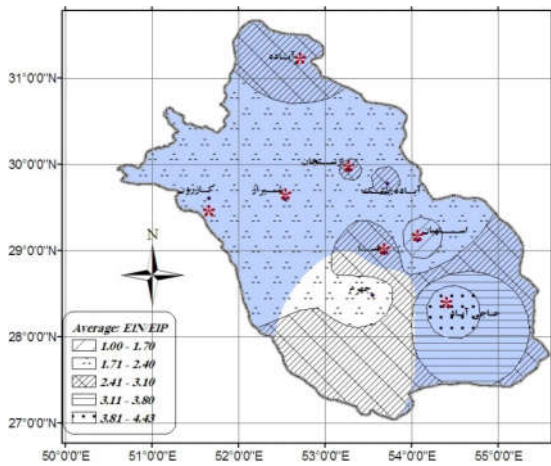 آباده
31°0'0"N
30°0'0"N
کازرون
شیراز
29°0'0"N
N
جهرم
حاجی آباد
28°0'0"N
27°0'0"N
Average: EIN/EIP
1.00 - 1.70
1.71 - 2.40
2.41 - 3.10
3.11 - 3.80
3.81 - 4.43
50°0'0"E
51°0'0"E
52°0'0"E
53°0'0"E
54°0'0"E
55°0'0"E